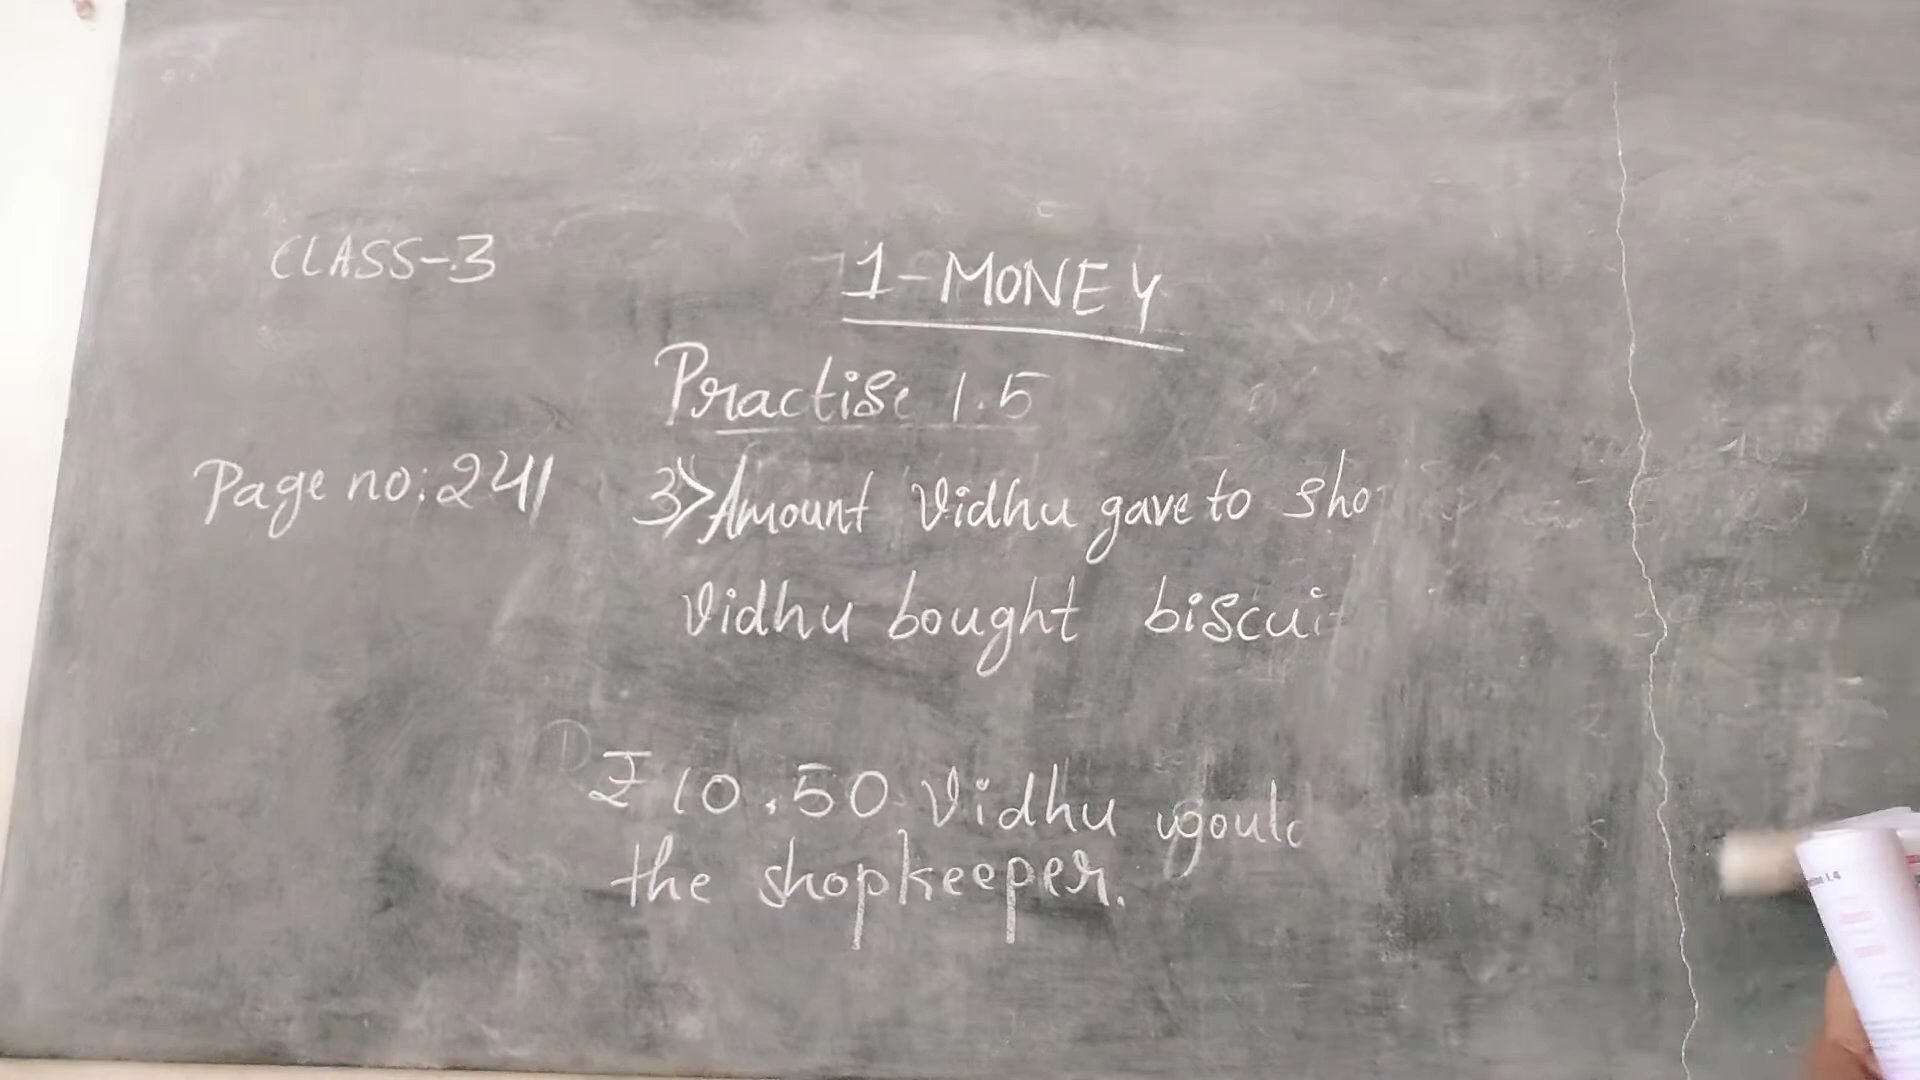 CLASS-3
1-MONEY
Practise 1.5
Page no: 241
3> Amount Vidhu gave to sho
Vidhu bought biscui
₹ 10.50 Vidhu
the shopkeeper.